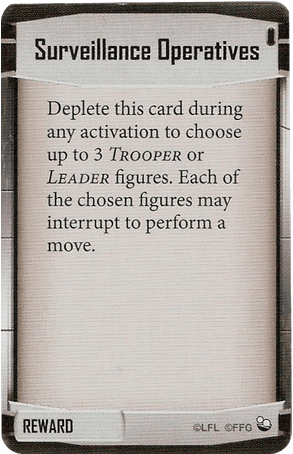 Surveillance Operatives
Deplete this card during
any activation to choose
up to 3 TROOPER or
LEADER figures. Each of
the chosen figures may
interrupt to perform a
move.
REWARD
©LFL ©FFG